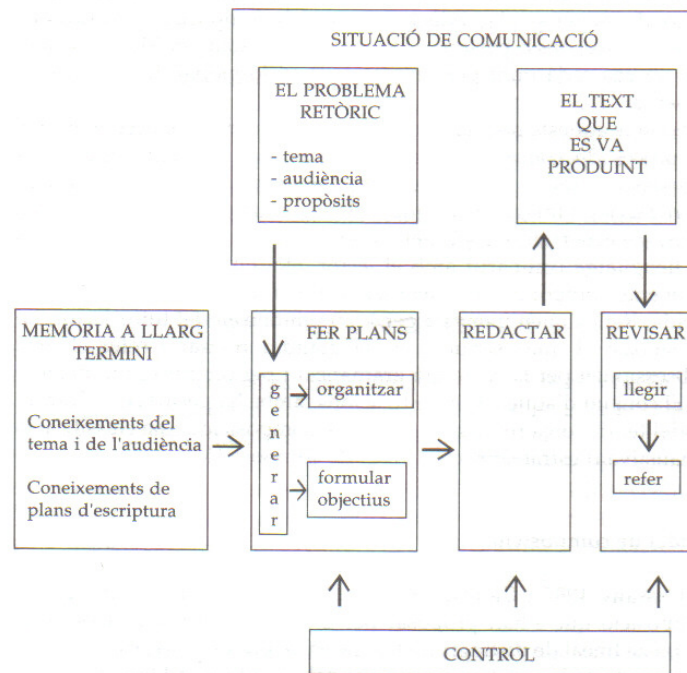 SITUACIÓ DE COMUNICACIÓ
EL PROBLEMA
RETÒRIC
- tema
- audiència
- propòsits
EL TEXT
QUE
ES VA
PRODUINT
MEMÒRIA A LLARG
TERMINI
Coneixements del
tema i de l'audiència
Coneixements de
plans d'escriptura
FER PLANS
generar
organitzar
formular
objectius
REDACTAR
REVISAR
llegir
refer
CONTROL